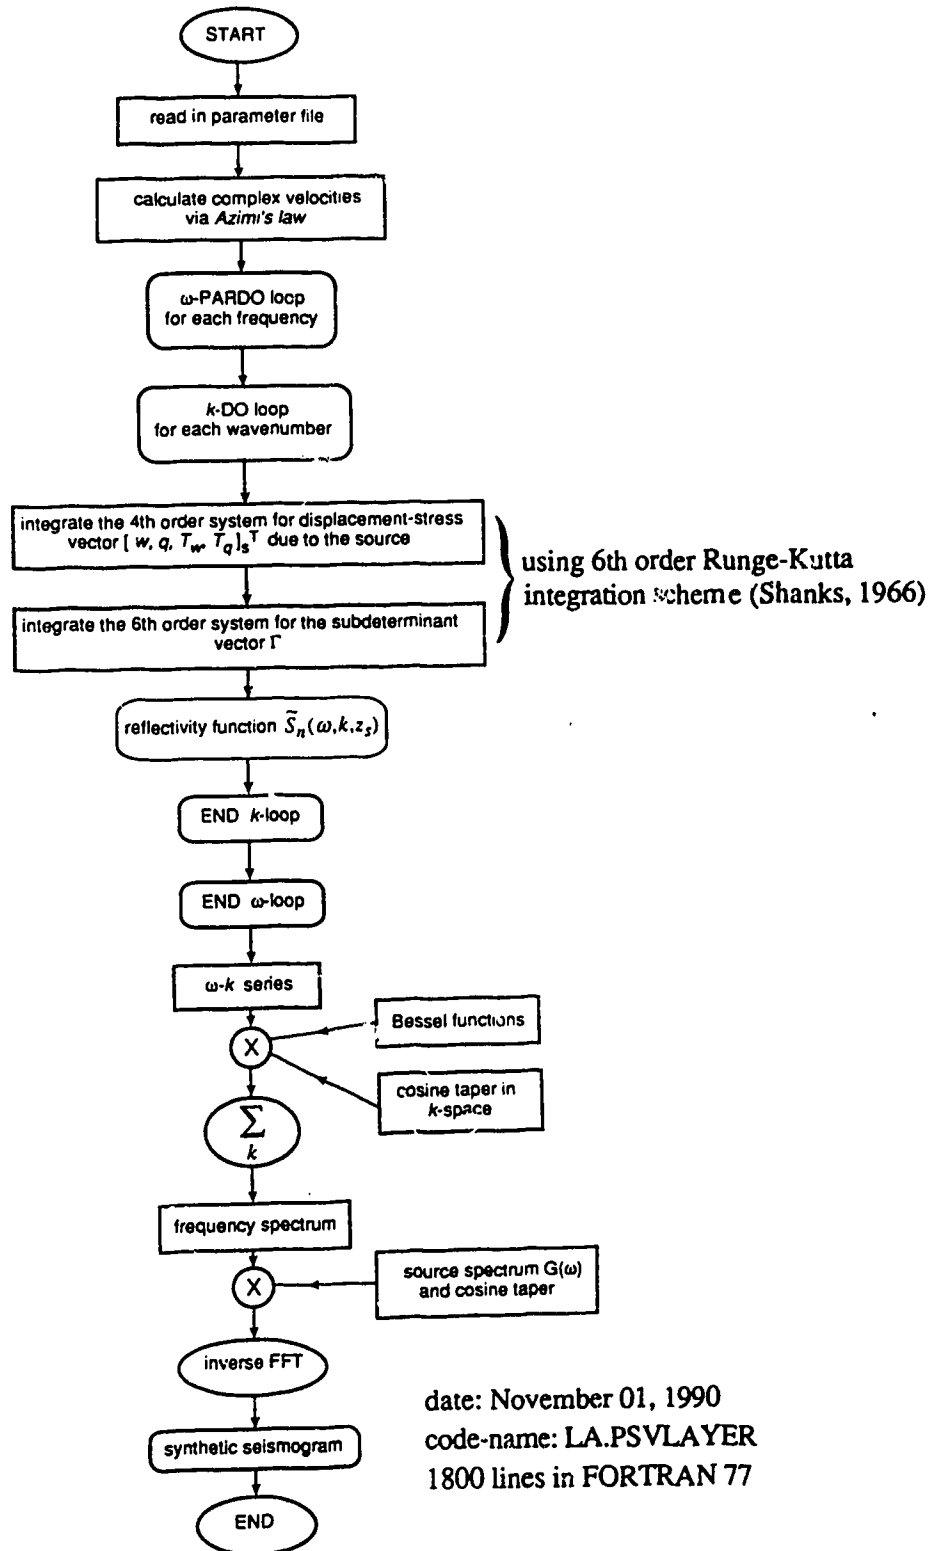 START
read in parameter file
calculate complex velocities
via Azimi's law
ω-PARDO loop
for each frequency
k-DO loop
for each wavenumber
integrate the 4th order system for displacement-stress
vector [ w, q, T_w, T_q ]_s^T due to the source
integrate the 6th order system for the subdeterminant
vector Γ
using 6th order Runge-Kutta
integration scheme (Shanks, 1966)
reflectivity function S̃_n(ω,k,z_s)
END k-loop
END ω-loop
ω-k series
Bessel functions
X
cosine taper in
k-space
Σ
k
frequency spectrum
source spectrum G(ω)
and cosine taper
X
inverse FFT
synthetic seismogram
END
date: November 01, 1990
code-name: LA.PSVLAYER
1800 lines in FORTRAN 77